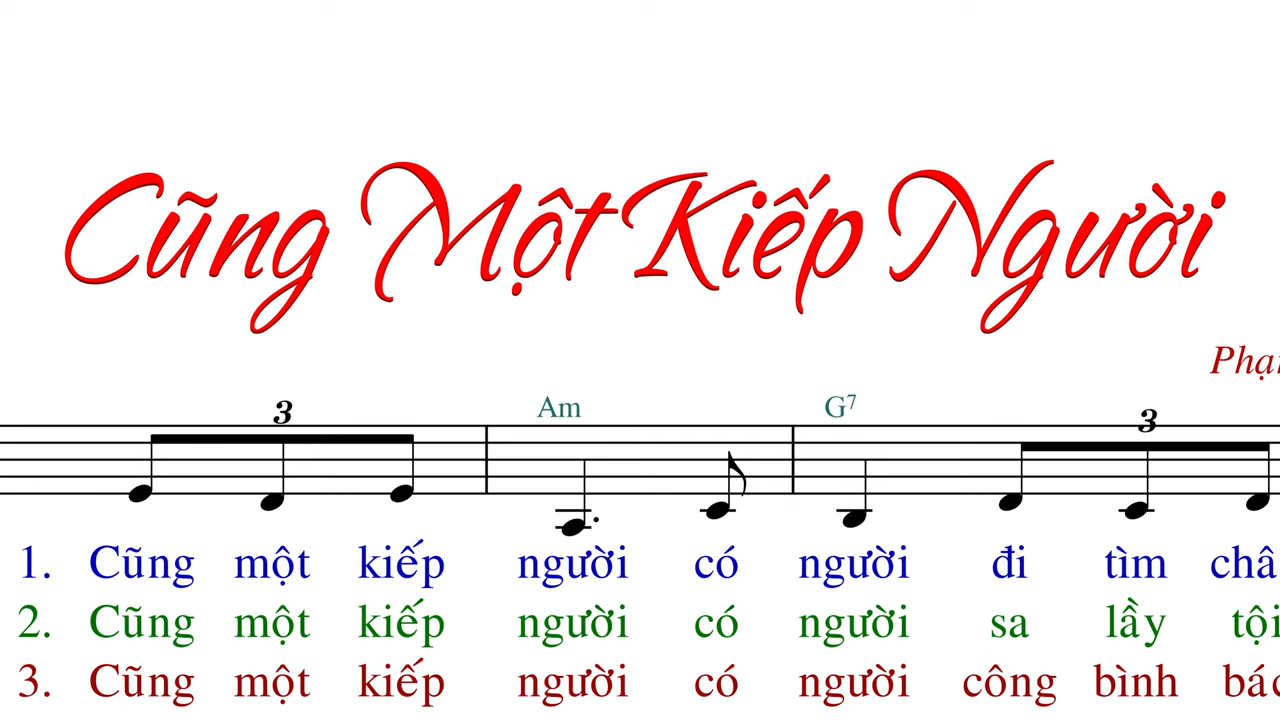 Cũng Một Kiếp Người
3
Am G7
3
1. Cũng một kiếp người có người đi tìm
2. Cũng một kiếp người có người sa lầy
3. Cũng một kiếp người có người công bình